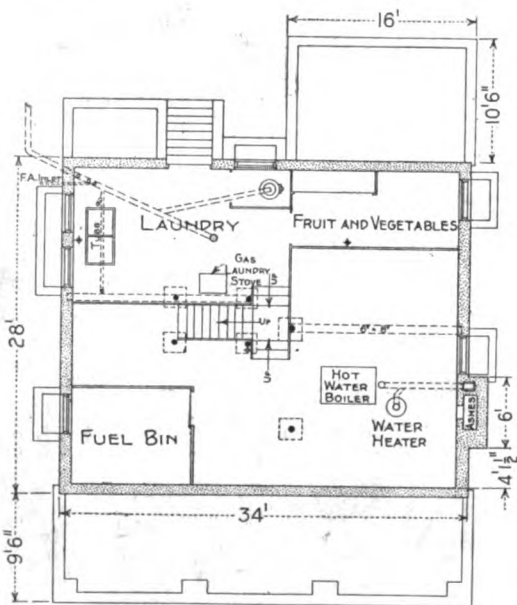 16'
10'6"
F.A. INLET
LAUNDRY
FRUIT AND VEGETABLES
TUBS
GAS
LAUNDRY
STOVE
UP
28'
6" × 8"
HOT
WATER
BOILER
WATER
HEATER
ASHES
6'
FUEL BIN
4'1½"
34'
9'6"